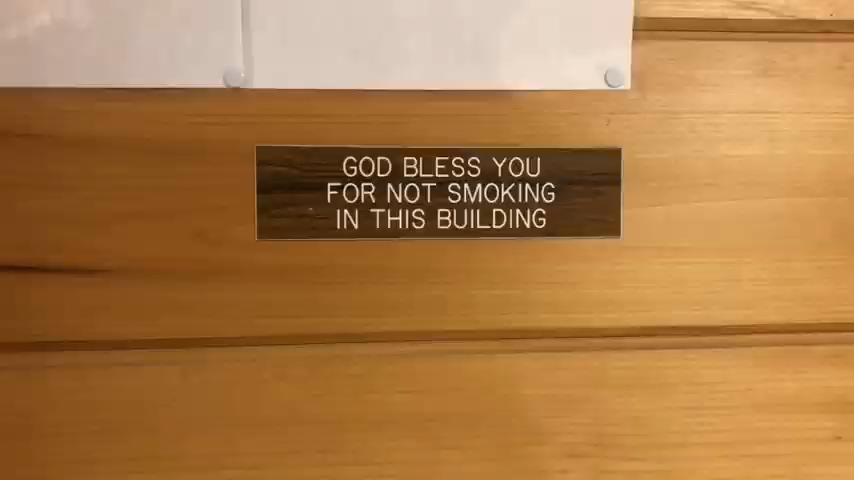 GOD BLESS YOU
FOR NOT SMOKING
IN THIS BUILDING